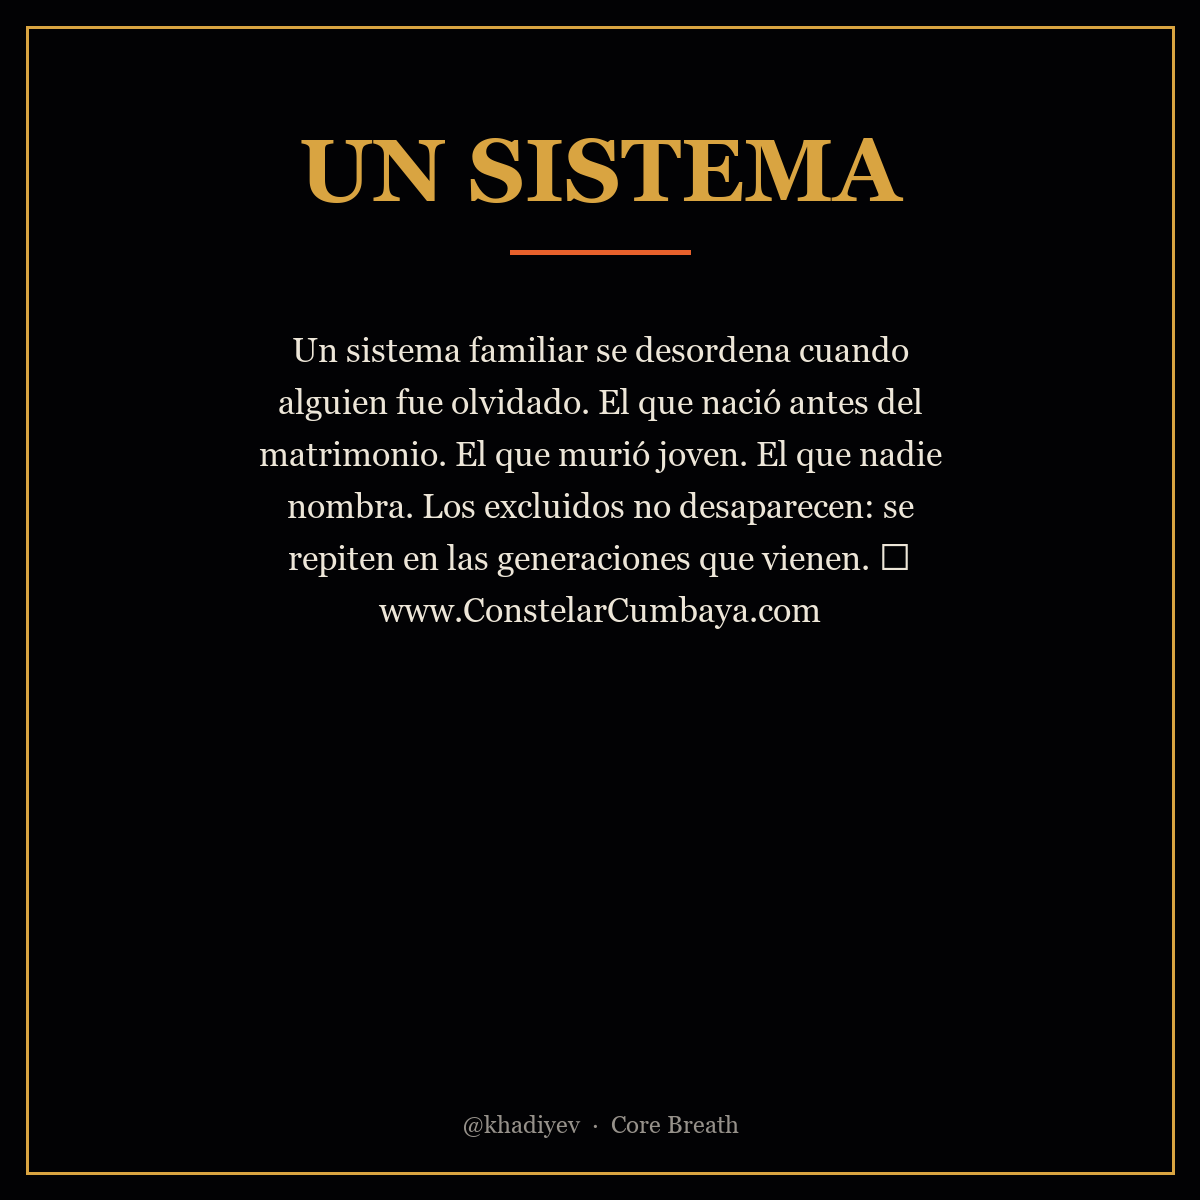 UN SISTEMA
Un sistema familiar se desordena cuando
alguien fue olvidado. El que nació antes del
matrimonio. El que murió joven. El que nadie
nombra. Los excluidos no desaparecen: se
repiten en las generaciones que vienen. □
www.ConstelarCumbaya.com
@khadiyev · Core Breath